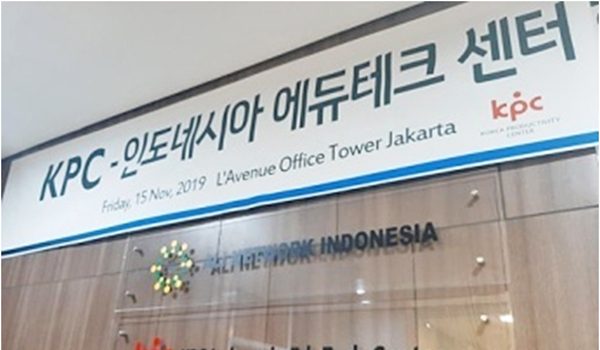 KPC - 인도네시아 에듀테크 센터
Friday, 15 Nov, 2019 L'Avenue Office Tower Jakarta
kpc
KOREA PRODUCTIVITY
CENTER
NETWORK INDONESIA